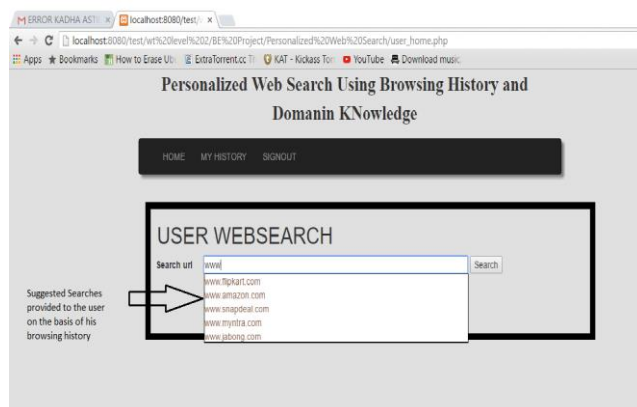 ERROR KADHA AST
localhost:8080/test/
localhost:8080/test/wt%20level%202/BE%20Project/Personalized%20Web%20Search/user_home.php
Apps Bookmarks How to Erase Ub ExtraTorrent.cc Th KAT - Kickass Tor YouTube Download music,
Personalized Web Search Using Browsing History and
Domanin KNowledge
HOME MY HISTORY SIGNOUT
USER WEBSEARCH
Search url www Search
www.flipkart.com
www.amazon.com
www.snapdeal.com
www.myntra.com
www.jabong.com
Suggested Searches
provided to the user
on the basis of his
browsing history